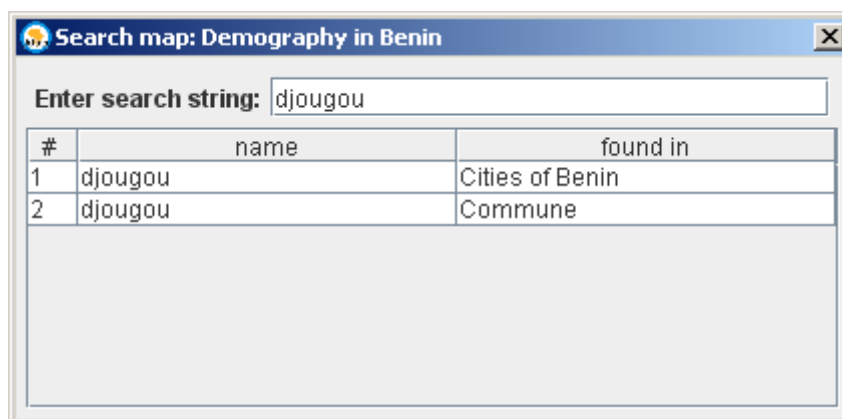 Search map: Demography in Benin
Enter search string: djougou
# name found in
1 djougou Cities of Benin
2 djougou Commune